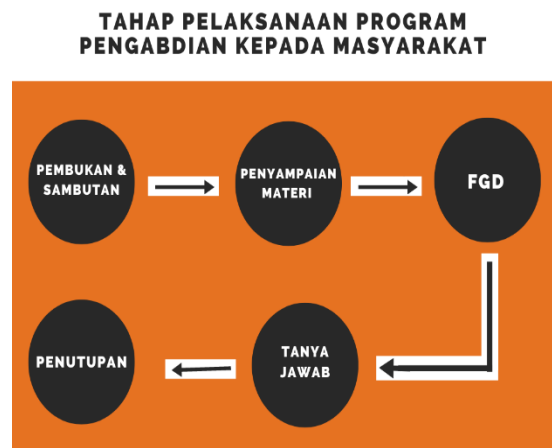 TAHAP PELAKSANAAN PROGRAM
PENGABDIAN KEPADA MASYARAKAT
PEMBUKAN &
SAMBUTAN
PENYAMPAIAN
MATERI
FGD
TANYA
JAWAB
PENUTUPAN